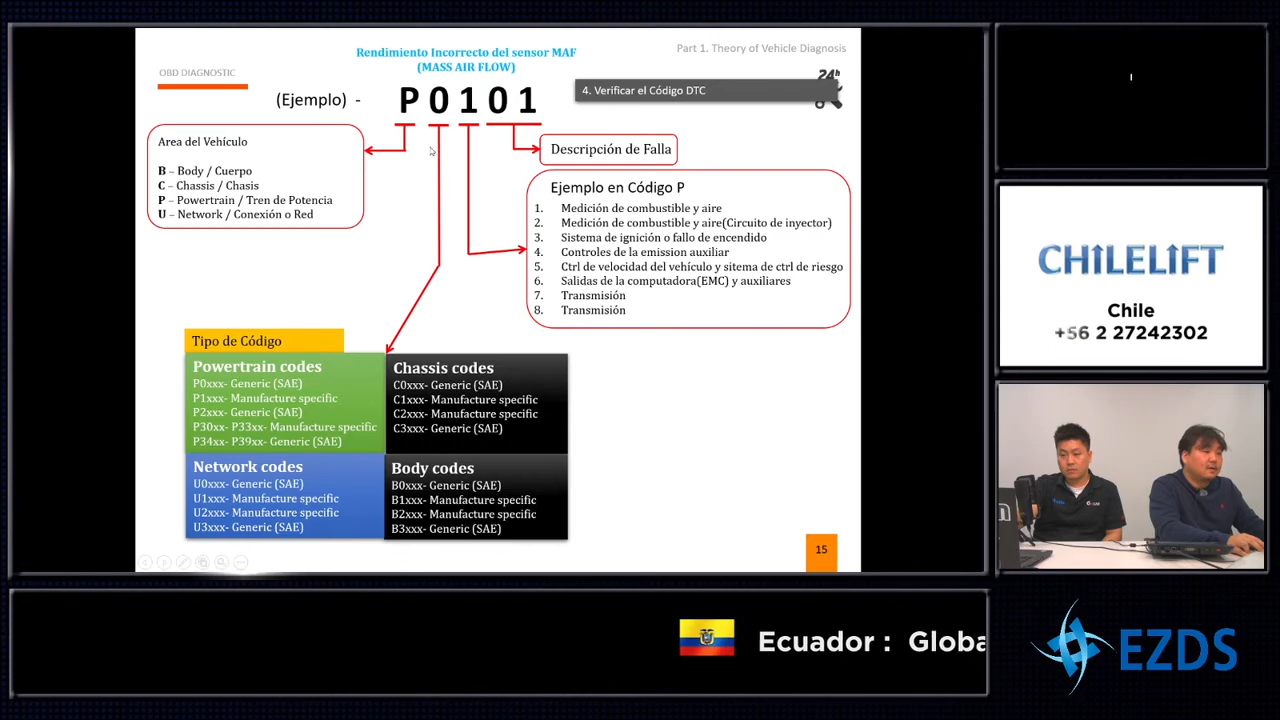 Rendimiento Incorrecto del sensor MAF
(MASS AIR FLOW)
Part 1. Theory of Vehicle Diagnosis
OBD DIAGNOSTIC
24h
(Ejemplo) - P 0 1 0 1
4. Verificar el Código DTC
Area del Vehículo
B – Body / Cuerpo
C – Chassis / Chasis
P – Powertrain / Tren de Potencia
U – Network / Conexión o Red
Descripción de Falla
Ejemplo en Código P
1. Medición de combustible y aire
2. Medición de combustible y aire(Circuito de inyector)
3. Sistema de ignición o fallo de encendido
4. Controles de la emission auxiliar
5. Ctrl de velocidad del vehículo y sitema de ctrl de riesgo
6. Salidas de la computadora(EMC) y auxiliares
7. Transmisión
8. Transmisión
Tipo de Código
Powertrain codes
P0xxx- Generic (SAE)
P1xxx- Manufacture specific
P2xxx- Generic (SAE)
P30xx- P33xx- Manufacture specific
P34xx- P39xx- Generic (SAE)
Chassis codes
C0xxx- Generic (SAE)
C1xxx- Manufacture specific
C2xxx- Manufacture specific
C3xxx- Generic (SAE)
Network codes
U0xxx- Generic (SAE)
U1xxx- Manufacture specific
U2xxx- Manufacture specific
U3xxx- Generic (SAE)
Body codes
B0xxx- Generic (SAE)
B1xxx- Manufacture specific
B2xxx- Manufacture specific
B3xxx- Generic (SAE)
15
CHILELIFT
Chile
+56 2 27242302
Ecuador : Globa
EZDS